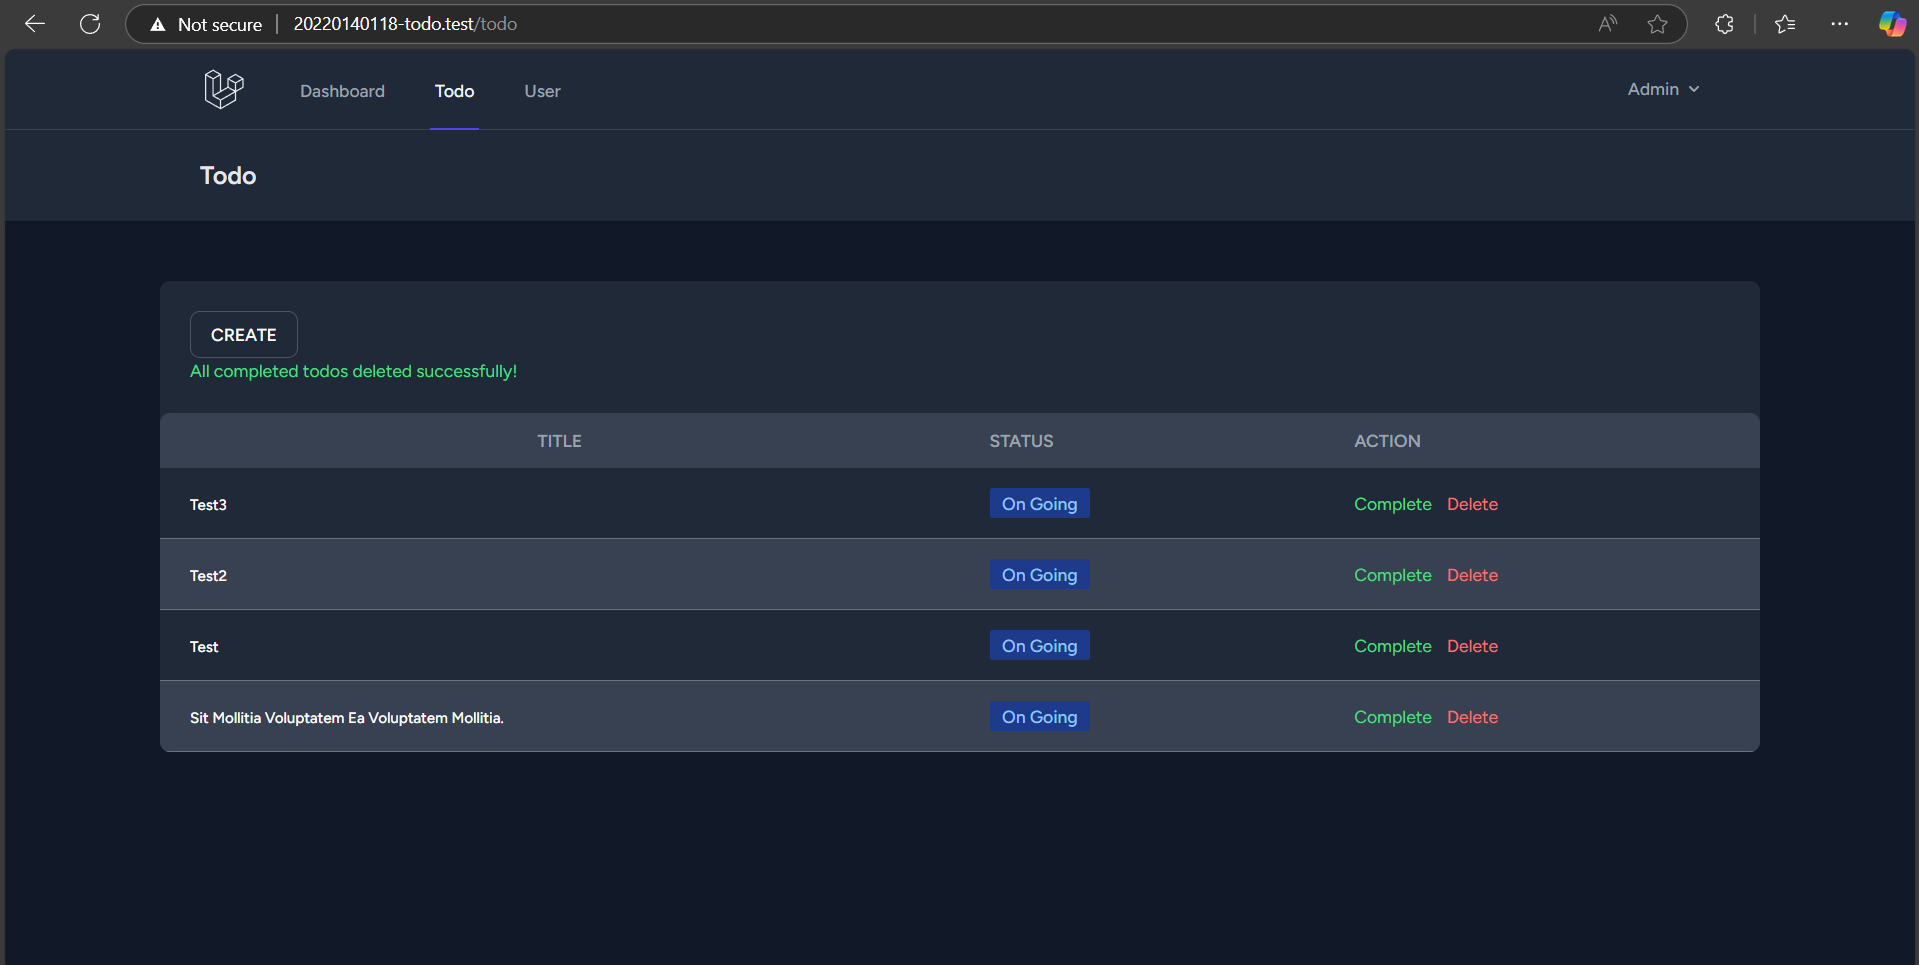 Not secure 20220140118-todo.test/todo
Dashboard Todo User Admin
Todo
CREATE
All completed todos deleted successfully!
TITLE STATUS ACTION
Test3 On Going Complete Delete
Test2 On Going Complete Delete
Test On Going Complete Delete
Sit Mollitia Voluptatem Ea Voluptatem Mollitia. On Going Complete Delete